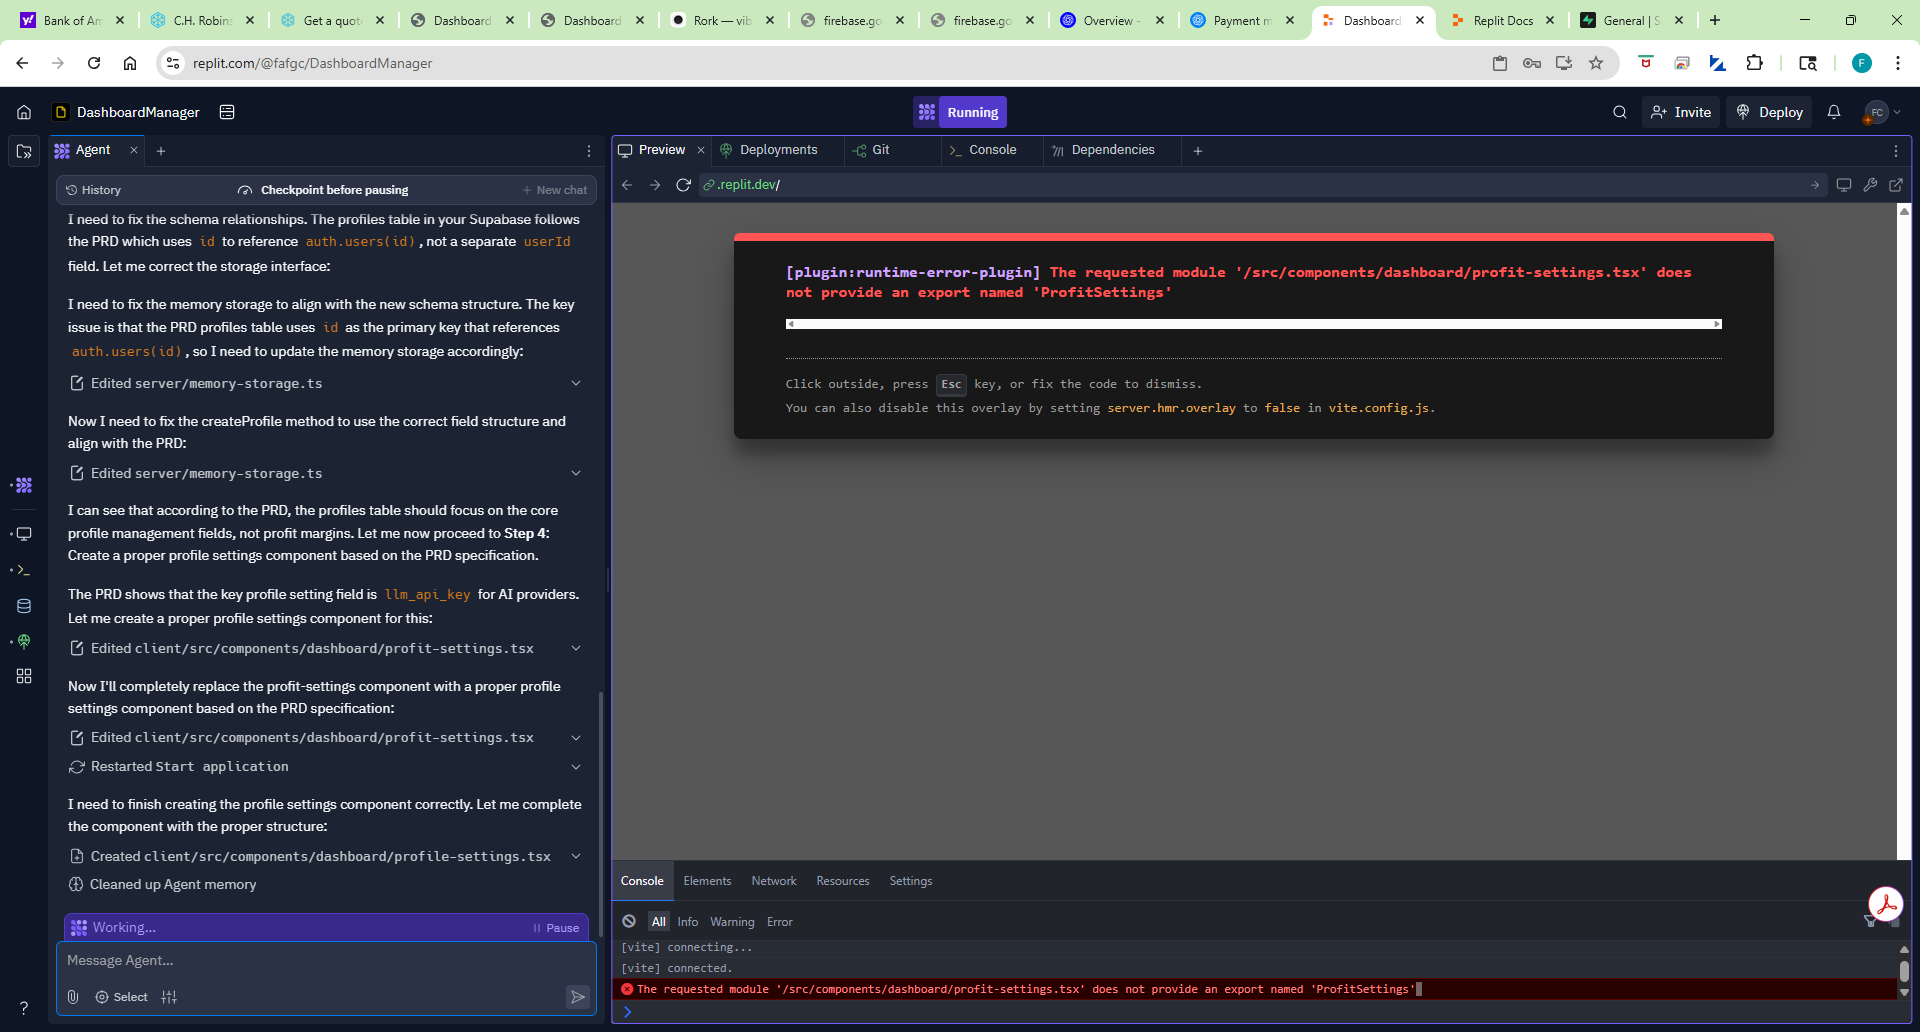 Bank of Am
C.H. Robins
Get a quote
Dashboard
Dashboard
Rork — vib
firebase.go
firebase.go
Overview -
Payment m
Dashboard
Replit Docs
General | S
replit.com/@fafgc/DashboardManager
F
DashboardManager
Running
Invite
Deploy
FC
Agent
Preview
Deployments
Git
Console
Dependencies
History
Checkpoint before pausing
New chat
.replit.dev/
I need to fix the schema relationships. The profiles table in your Supabase follows
the PRD which uses id to reference auth.users(id), not a separate userId
field. Let me correct the storage interface:
I need to fix the memory storage to align with the new schema structure. The key
issue is that the PRD profiles table uses id as the primary key that references
auth.users(id), so I need to update the memory storage accordingly:
Edited server/memory-storage.ts
Now I need to fix the createProfile method to use the correct field structure and
align with the PRD:
Edited server/memory-storage.ts
I can see that according to the PRD, the profiles table should focus on the core
profile management fields, not profit margins. Let me now proceed to Step 4:
Create a proper profile settings component based on the PRD specification.
The PRD shows that the key profile setting field is llm_api_key for AI providers.
Let me create a proper profile settings component for this:
Edited client/src/components/dashboard/profit-settings.tsx
Now I'll completely replace the profit-settings component with a proper profile
settings component based on the PRD specification:
Edited client/src/components/dashboard/profit-settings.tsx
Restarted Start application
I need to finish creating the profile settings component correctly. Let me complete
the component with the proper structure:
Created client/src/components/dashboard/profile-settings.tsx
Cleaned up Agent memory
Working...
Pause
Message Agent...
Select
?
[plugin:runtime-error-plugin] The requested module '/src/components/dashboard/profit-settings.tsx' does
not provide an export named 'ProfitSettings'
Click outside, press Esc key, or fix the code to dismiss.
You can also disable this overlay by setting server.hmr.overlay to false in vite.config.js.
Console
Elements
Network
Resources
Settings
All
Info
Warning
Error
[vite] connecting...
[vite] connected.
The requested module '/src/components/dashboard/profit-settings.tsx' does not provide an export named 'ProfitSettings'